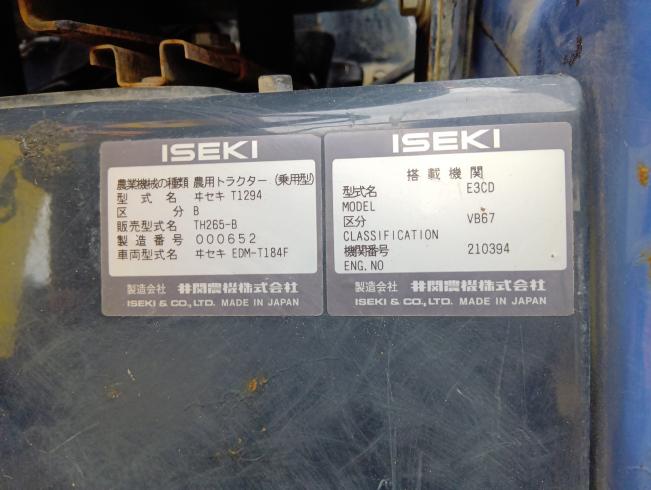 ISEKI
農業機械の種類 農用トラクター (乗用型)
型式名 ヰセキ T1294
区分 B
販売型式名 TH265-B
製造番号 000652
車両型式名 ヰセキ EDM-T184F
製造会社 井関農機株式会社
ISEKI & CO., LTD. MADE IN JAPAN
ISEKI
搭載機関
型式名 E3CD
MODEL
区分 VB67
CLASSIFICATION
機関番号 210394
ENG. NO
製造会社 井関農機株式会社
ISEKI & CO., LTD. MADE IN JAPAN